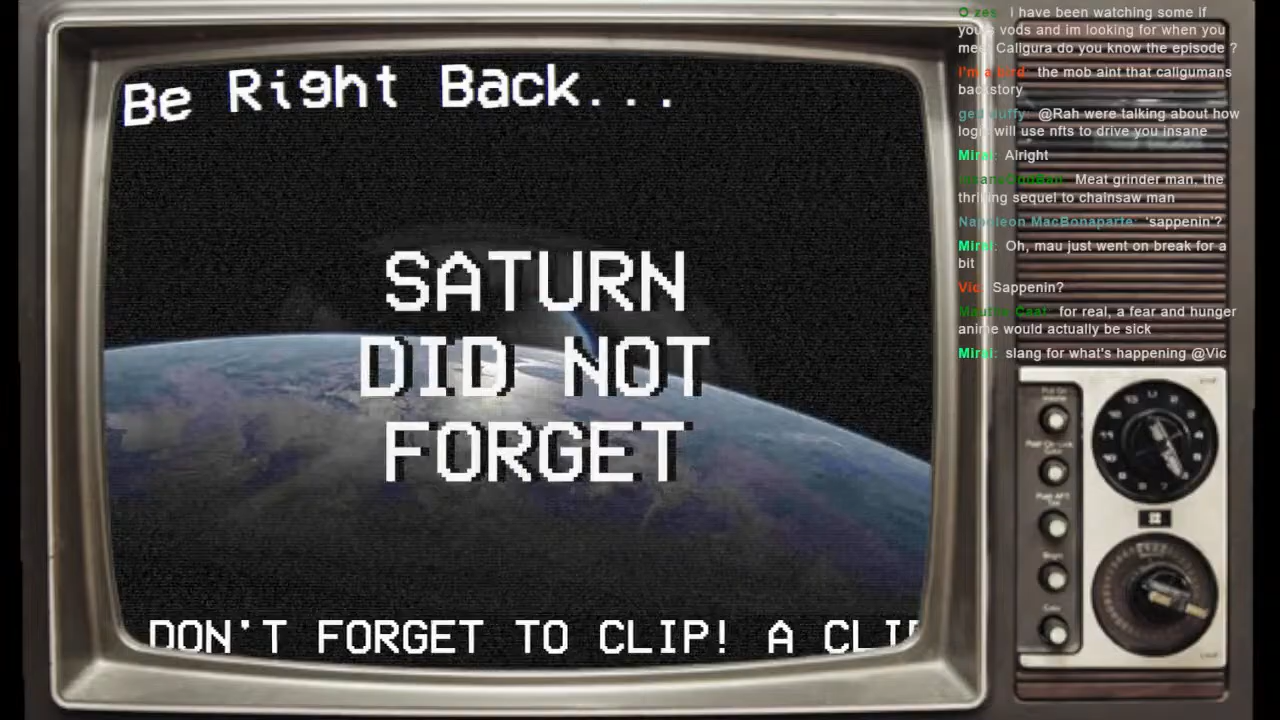 Be Right Back...
SATURN
DID NOT
FORGET
DON'T FORGET TO CLIP! A CLIP
O zes: i have been watching some if
vods and im looking for when you
Caligura do you know the episode ?
I'm a bird: the mob aint that caligumans
backstory
@Rah were talking about how
will use nfts to drive you insane
Mirai: Alright
Meat grinder man, the
thrilling sequel to chainsaw man
Napoleon MacBonaparte: 'sappenin'?
Mirai: Oh, mau just went on break for a
bit
Vic: Sappenin?
for real, a fear and hunger
anime would actually be sick
Mirai: slang for what's happening @Vic